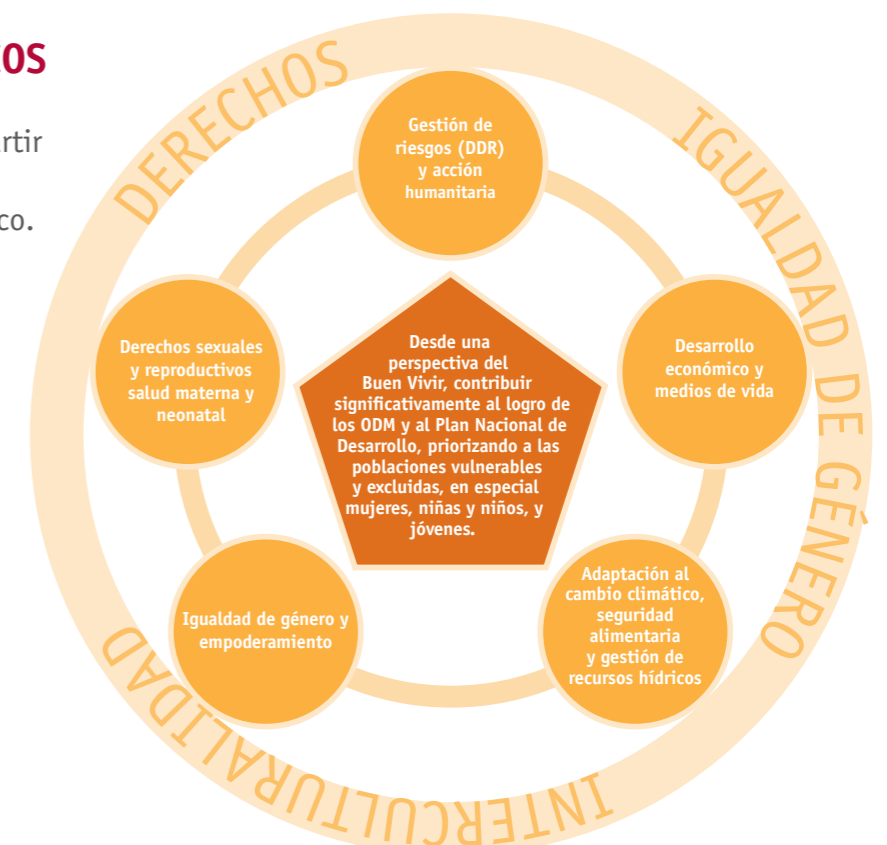 OS
rtir
co.
DERECHOS
IGUALDAD DE GÉNERO
INTERCULTURALIDAD
Gestión de
riesgos (DDR)
y acción
humanitaria
Desarrollo
económico y
medios de vida
Adaptación al
cambio climático,
seguridad
alimentaria
y gestión de
recursos hídricos
Igualdad de género y
empoderamiento
Derechos sexuales
y reproductivos
salud materna y
neonatal
Desde una
perspectiva del
Buen Vivir, contribuir
significativamente al logro de
los ODM y al Plan Nacional de
Desarrollo, priorizando a las
poblaciones vulnerables
y excluidas, en especial
mujeres, niñas y niños, y
jóvenes.